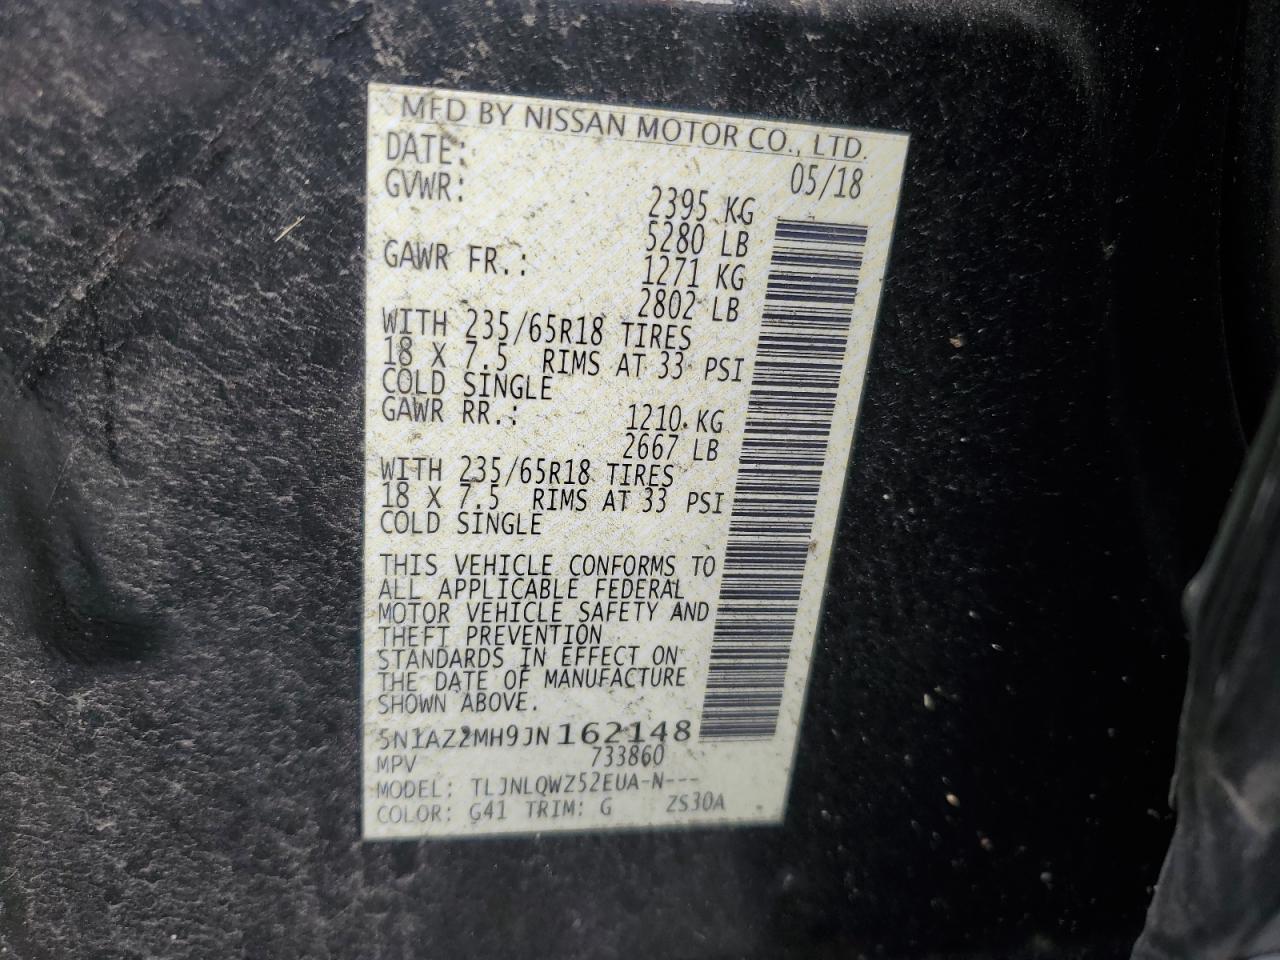 MFD BY NISSAN MOTOR CO., LTD.
DATE: 05/18
GVWR: 2395 KG
5280 LB
GAWR FR.: 1271 KG
2802 LB
WITH 235/65R18 TIRES
18 X 7.5 RIMS AT 33 PSI
COLD SINGLE
GAWR RR.: 1210 KG
2667 LB
WITH 235/65R18 TIRES
18 X 7.5 RIMS AT 33 PSI
COLD SINGLE
THIS VEHICLE CONFORMS TO
ALL APPLICABLE FEDERAL
MOTOR VEHICLE SAFETY AND
THEFT PREVENTION
STANDARDS IN EFFECT ON
THE DATE OF MANUFACTURE
SHOWN ABOVE.
5N1AZ2MH9JN162148
MPV 733860
MODEL: TLJNLQWZ52EUA-N---
COLOR: G41 TRIM: G ZS30A